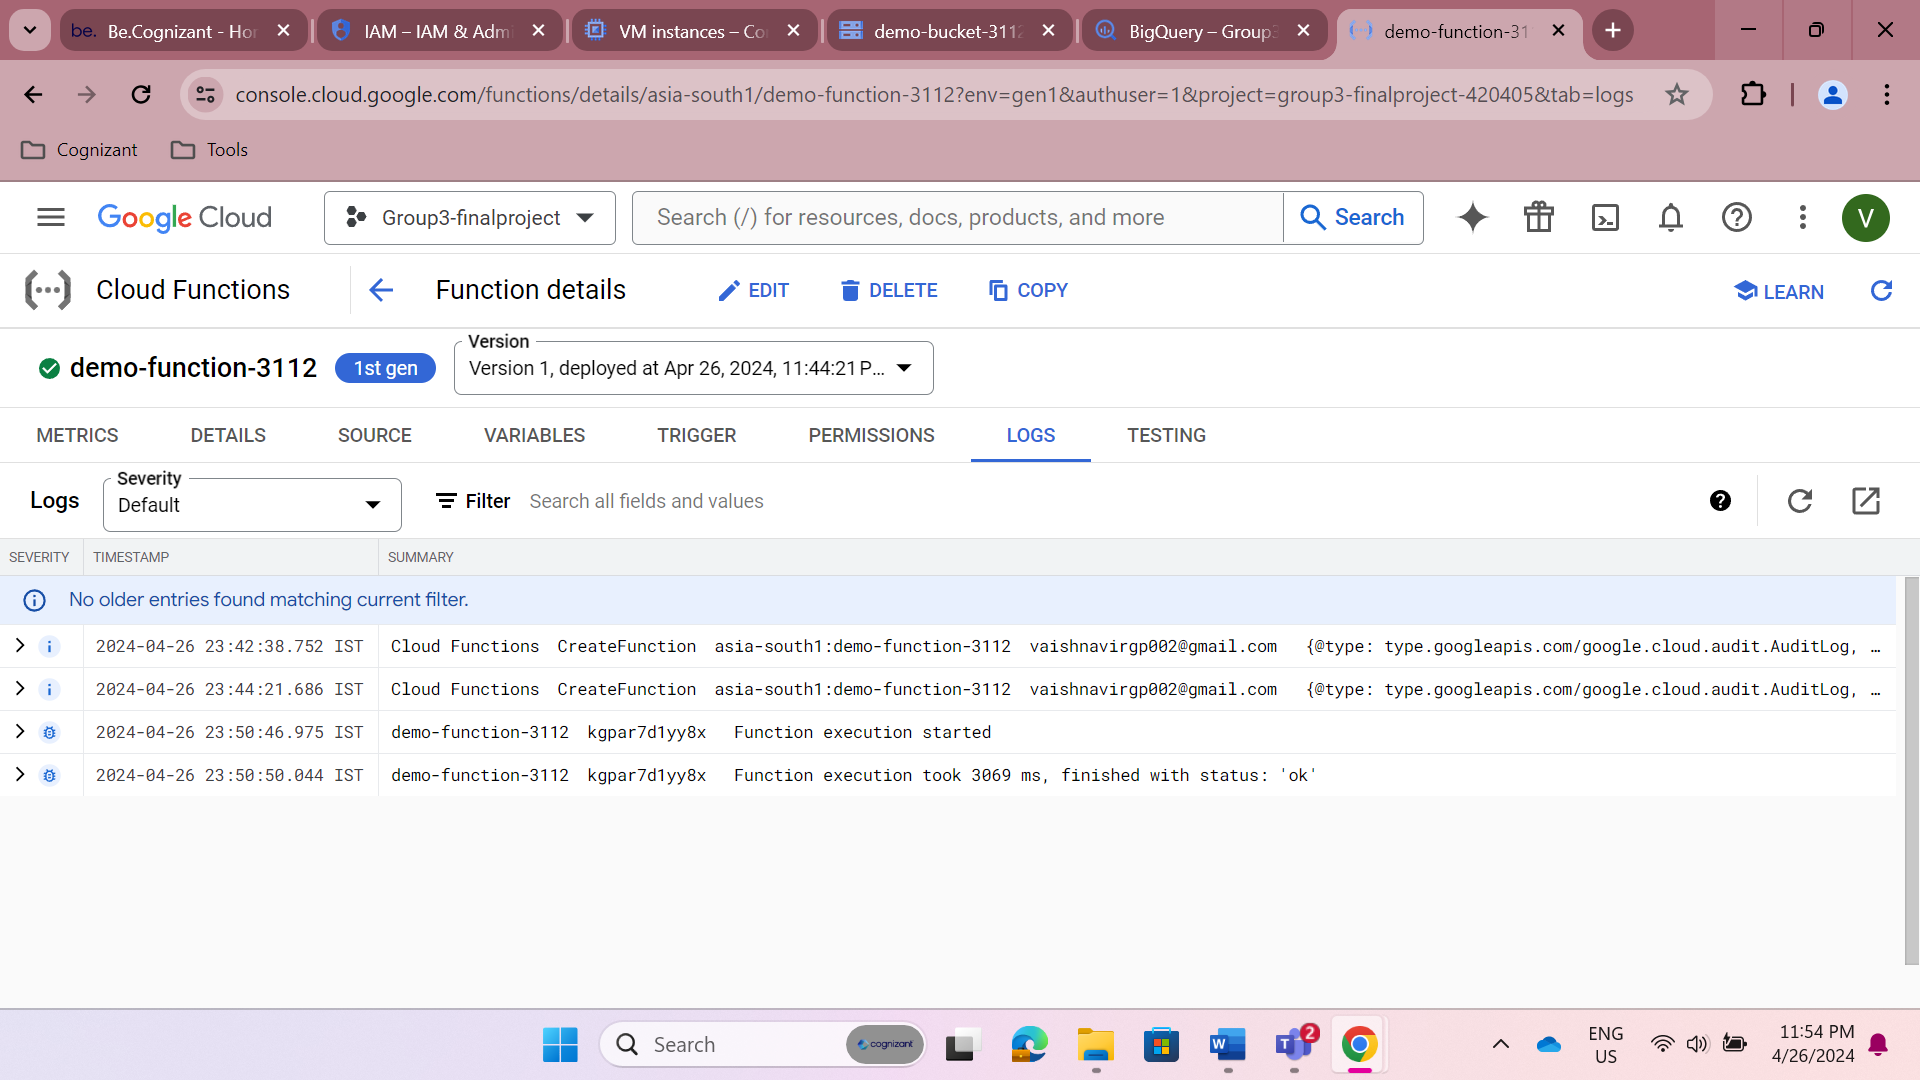 be. Be.Cognizant - Hor
IAM – IAM & Admi
VM instances – Co
demo-bucket-3112
BigQuery – Group3
demo-function-31
console.cloud.google.com/functions/details/asia-south1/demo-function-3112?env=gen1&authuser=1&project=group3-finalproject-420405&tab=logs
Cognizant Tools
Google Cloud Group3-finalproject Search (/) for resources, docs, products, and more Search V
Cloud Functions Function details EDIT DELETE COPY LEARN
demo-function-3112 1st gen
Version
Version 1, deployed at Apr 26, 2024, 11:44:21 P...
METRICS DETAILS SOURCE VARIABLES TRIGGER PERMISSIONS LOGS TESTING
Logs
Severity
Default
Filter Search all fields and values
SEVERITY TIMESTAMP SUMMARY
No older entries found matching current filter.
2024-04-26 23:42:38.752 IST Cloud Functions CreateFunction asia-south1:demo-function-3112 vaishnavirgp002@gmail.com {@type: type.googleapis.com/google.cloud.audit.AuditLog, …
2024-04-26 23:44:21.686 IST Cloud Functions CreateFunction asia-south1:demo-function-3112 vaishnavirgp002@gmail.com {@type: type.googleapis.com/google.cloud.audit.AuditLog, …
2024-04-26 23:50:46.975 IST demo-function-3112 kgpar7d1yy8x Function execution started
2024-04-26 23:50:50.044 IST demo-function-3112 kgpar7d1yy8x Function execution took 3069 ms, finished with status: 'ok'
Search cognizant W T 2
ENG
US
11:54 PM
4/26/2024